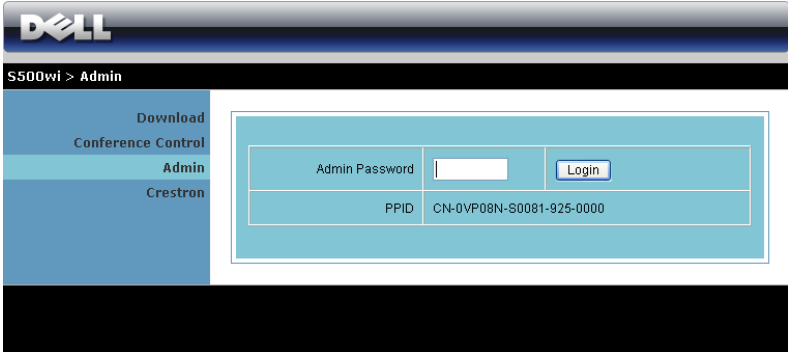 DELL
S500wi > Admin
Download
Conference Control
Admin
Crestron
Admin Password Login
PPID CN-0VP08N-S0081-925-0000